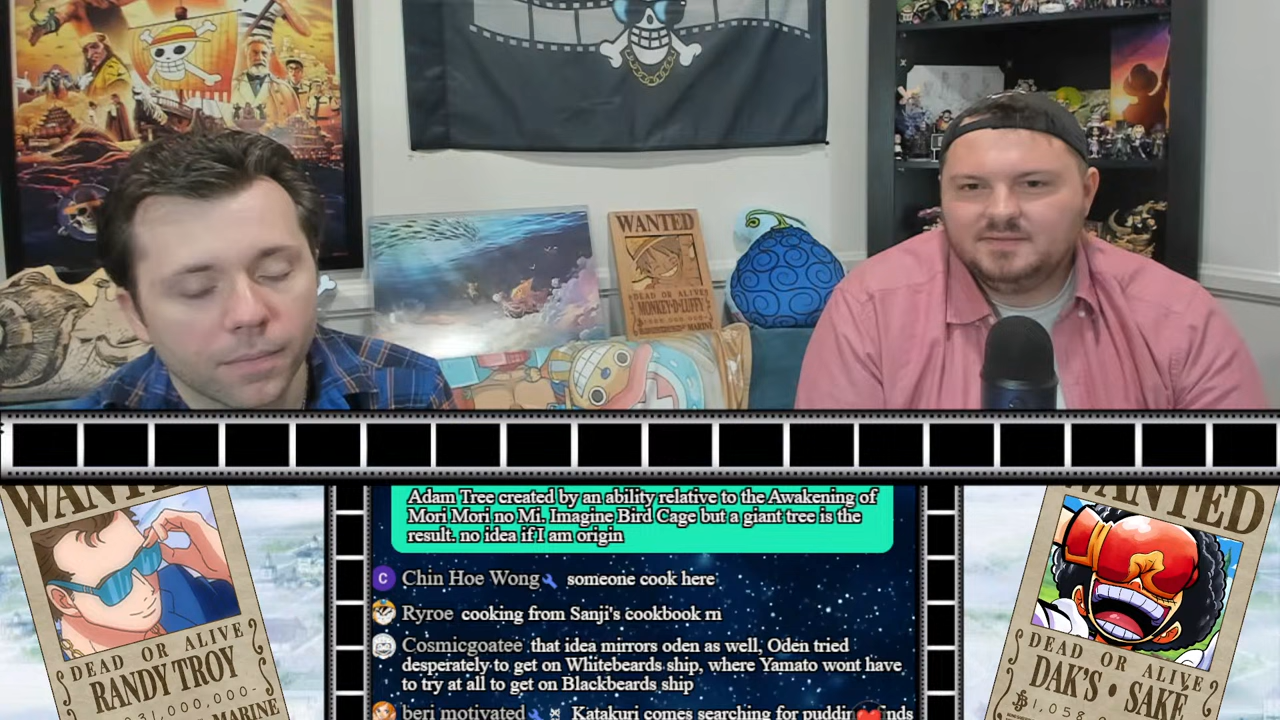 WANTED
DEAD OR ALIVE
MONKEY·D·LUFFY
MARINE
Adam Tree created by an ability relative to the Awakening of
Mori Mori no Mi. Imagine Bird Cage but a giant tree is the
result. no idea if I am origin
C Chin Hoe Wong someone cook here
Ryroe cooking from Sanji's cookbook rn
Cosmicgoatee that idea mirrors oden as well, Oden tried
desperately to get on Whitebeards ship, where Yamato wont have
to try at all to get on Blackbeards ship
beri motivated Katakuri comes searching for
WANTED
DEAD OR ALIVE
RANDY TROY
MARINE
WANTED
DEAD OR ALIVE
DAK'S • SAKE